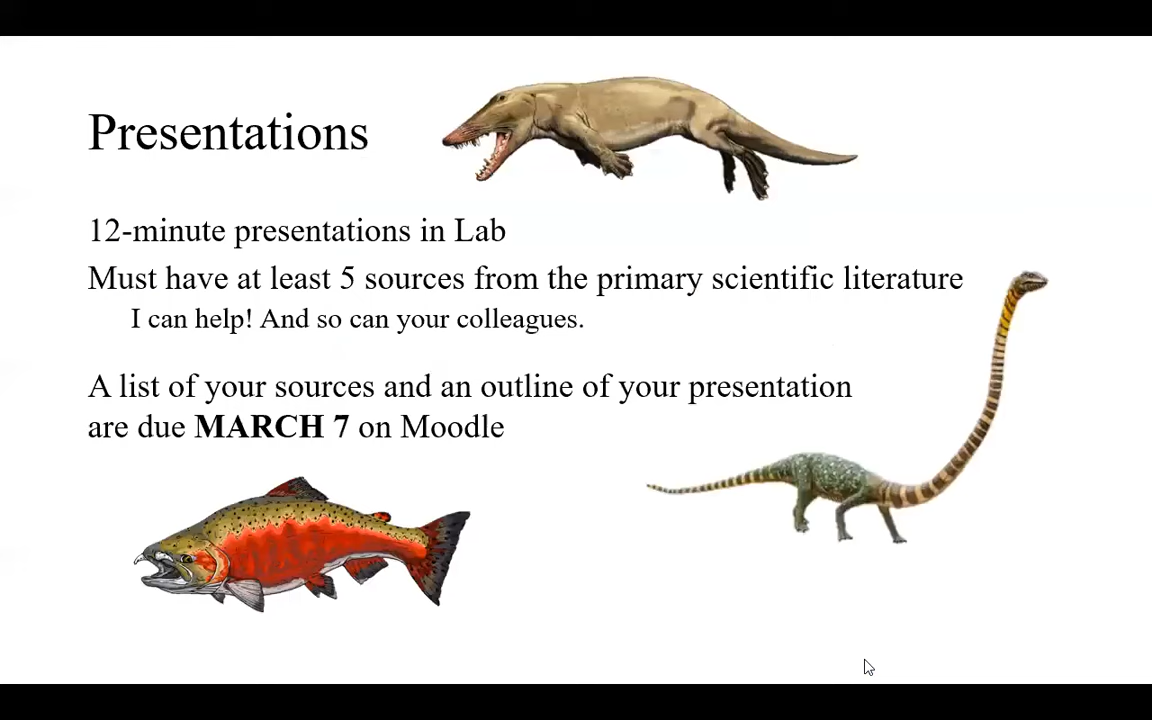 Presentations
12-minute presentations in Lab
Must have at least 5 sources from the primary scientific literature
I can help! And so can your colleagues.
A list of your sources and an outline of your presentation
are due MARCH 7 on Moodle